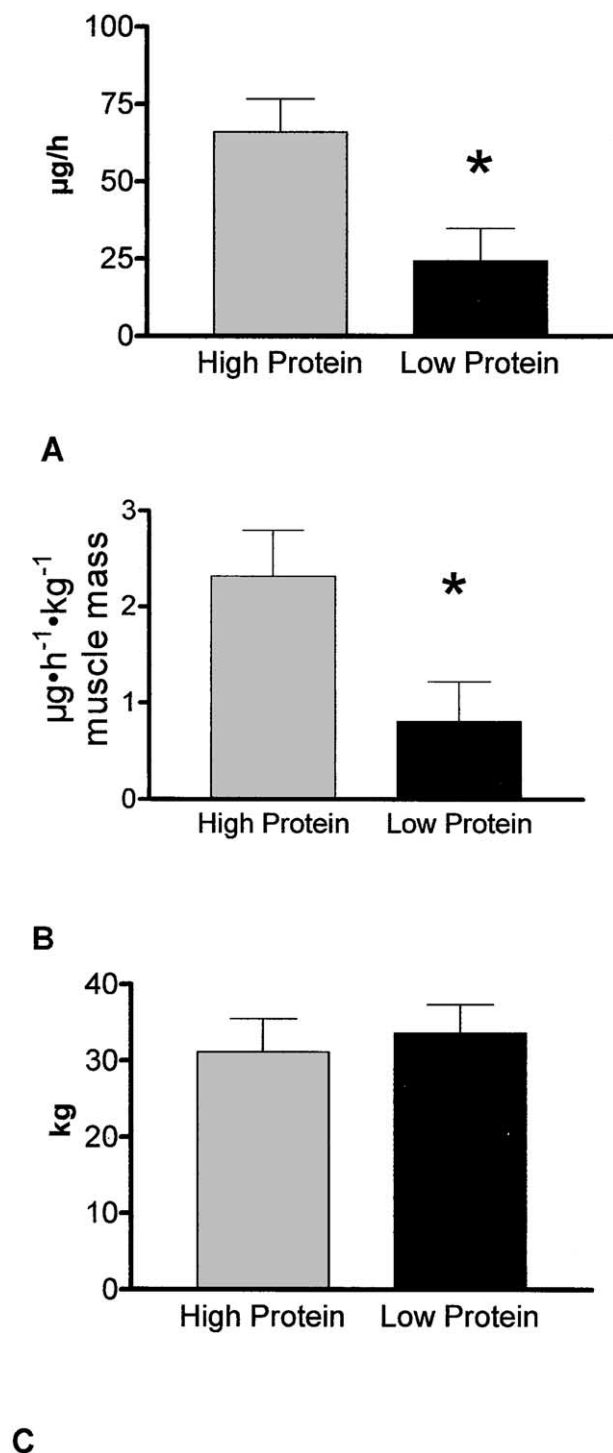 100
75
50
25
0
µg/h
*
High Protein Low Protein
A
3
2
1
0
µg•h⁻¹•kg⁻¹
muscle mass
*
High Protein Low Protein
B
40
30
20
10
0
kg
High Protein Low Protein
C